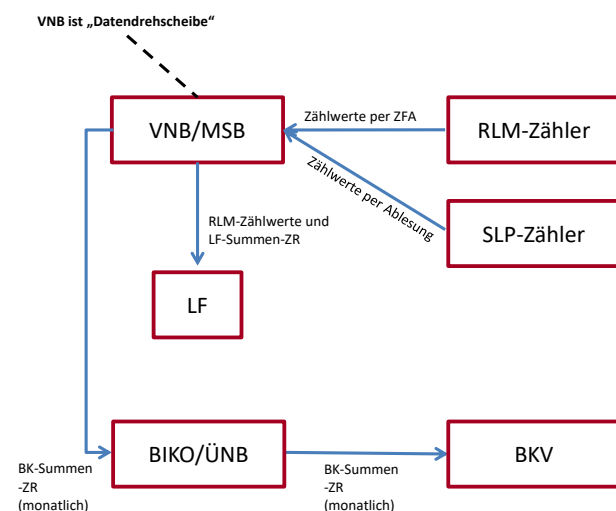 VNB ist „Datendrehscheibe“
VNB/MSB
Zählwerte per ZFA
RLM-Zähler
Zählwerte per Ablesung
SLP-Zähler
RLM-Zählwerte und
LF-Summen-ZR
LF
BIKO/ÜNB
BKV
BK-Summen
-ZR
(monatlich)
BK-Summen
-ZR
(monatlich)